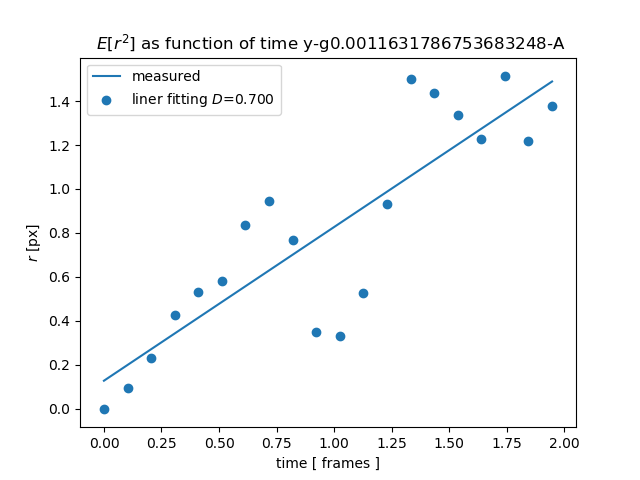 E[r²] as function of time y-g0.0011631786753683248-A
measured
liner fitting D=0.700
1.4
1.2
1.0
0.8
0.6
0.4
0.2
0.0
r [px]
0.00 0.25 0.50 0.75 1.00 1.25 1.50 1.75 2.00
time [ frames ]